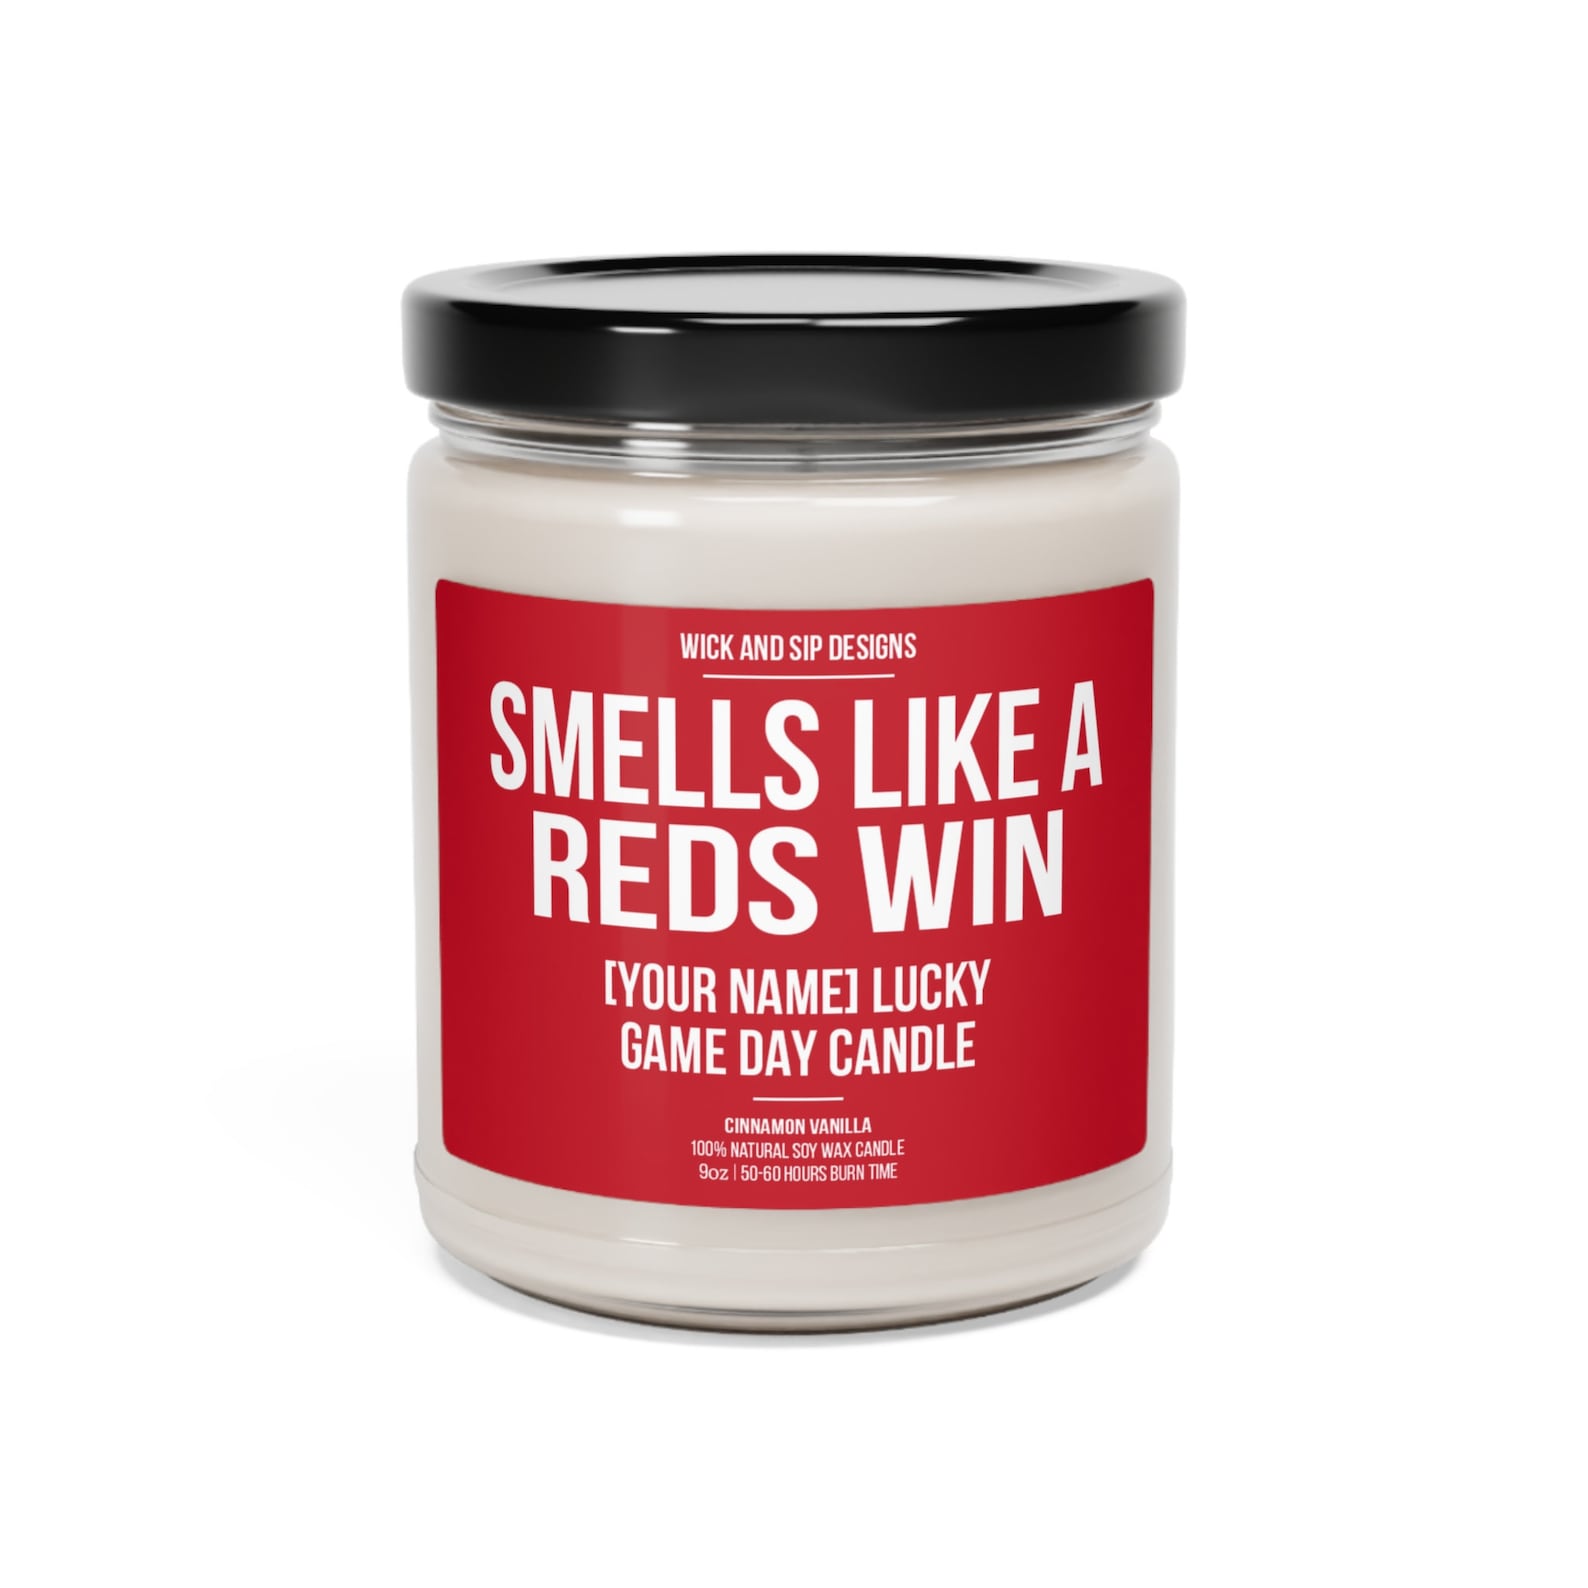 WICK AND SIP DESIGNS
SMELLS LIKE A
REDS WIN
[YOUR NAME] LUCKY
GAME DAY CANDLE
CINNAMON VANILLA
100% NATURAL SOY WAX CANDLE
9oz | 50-60 HOURS BURN TIME